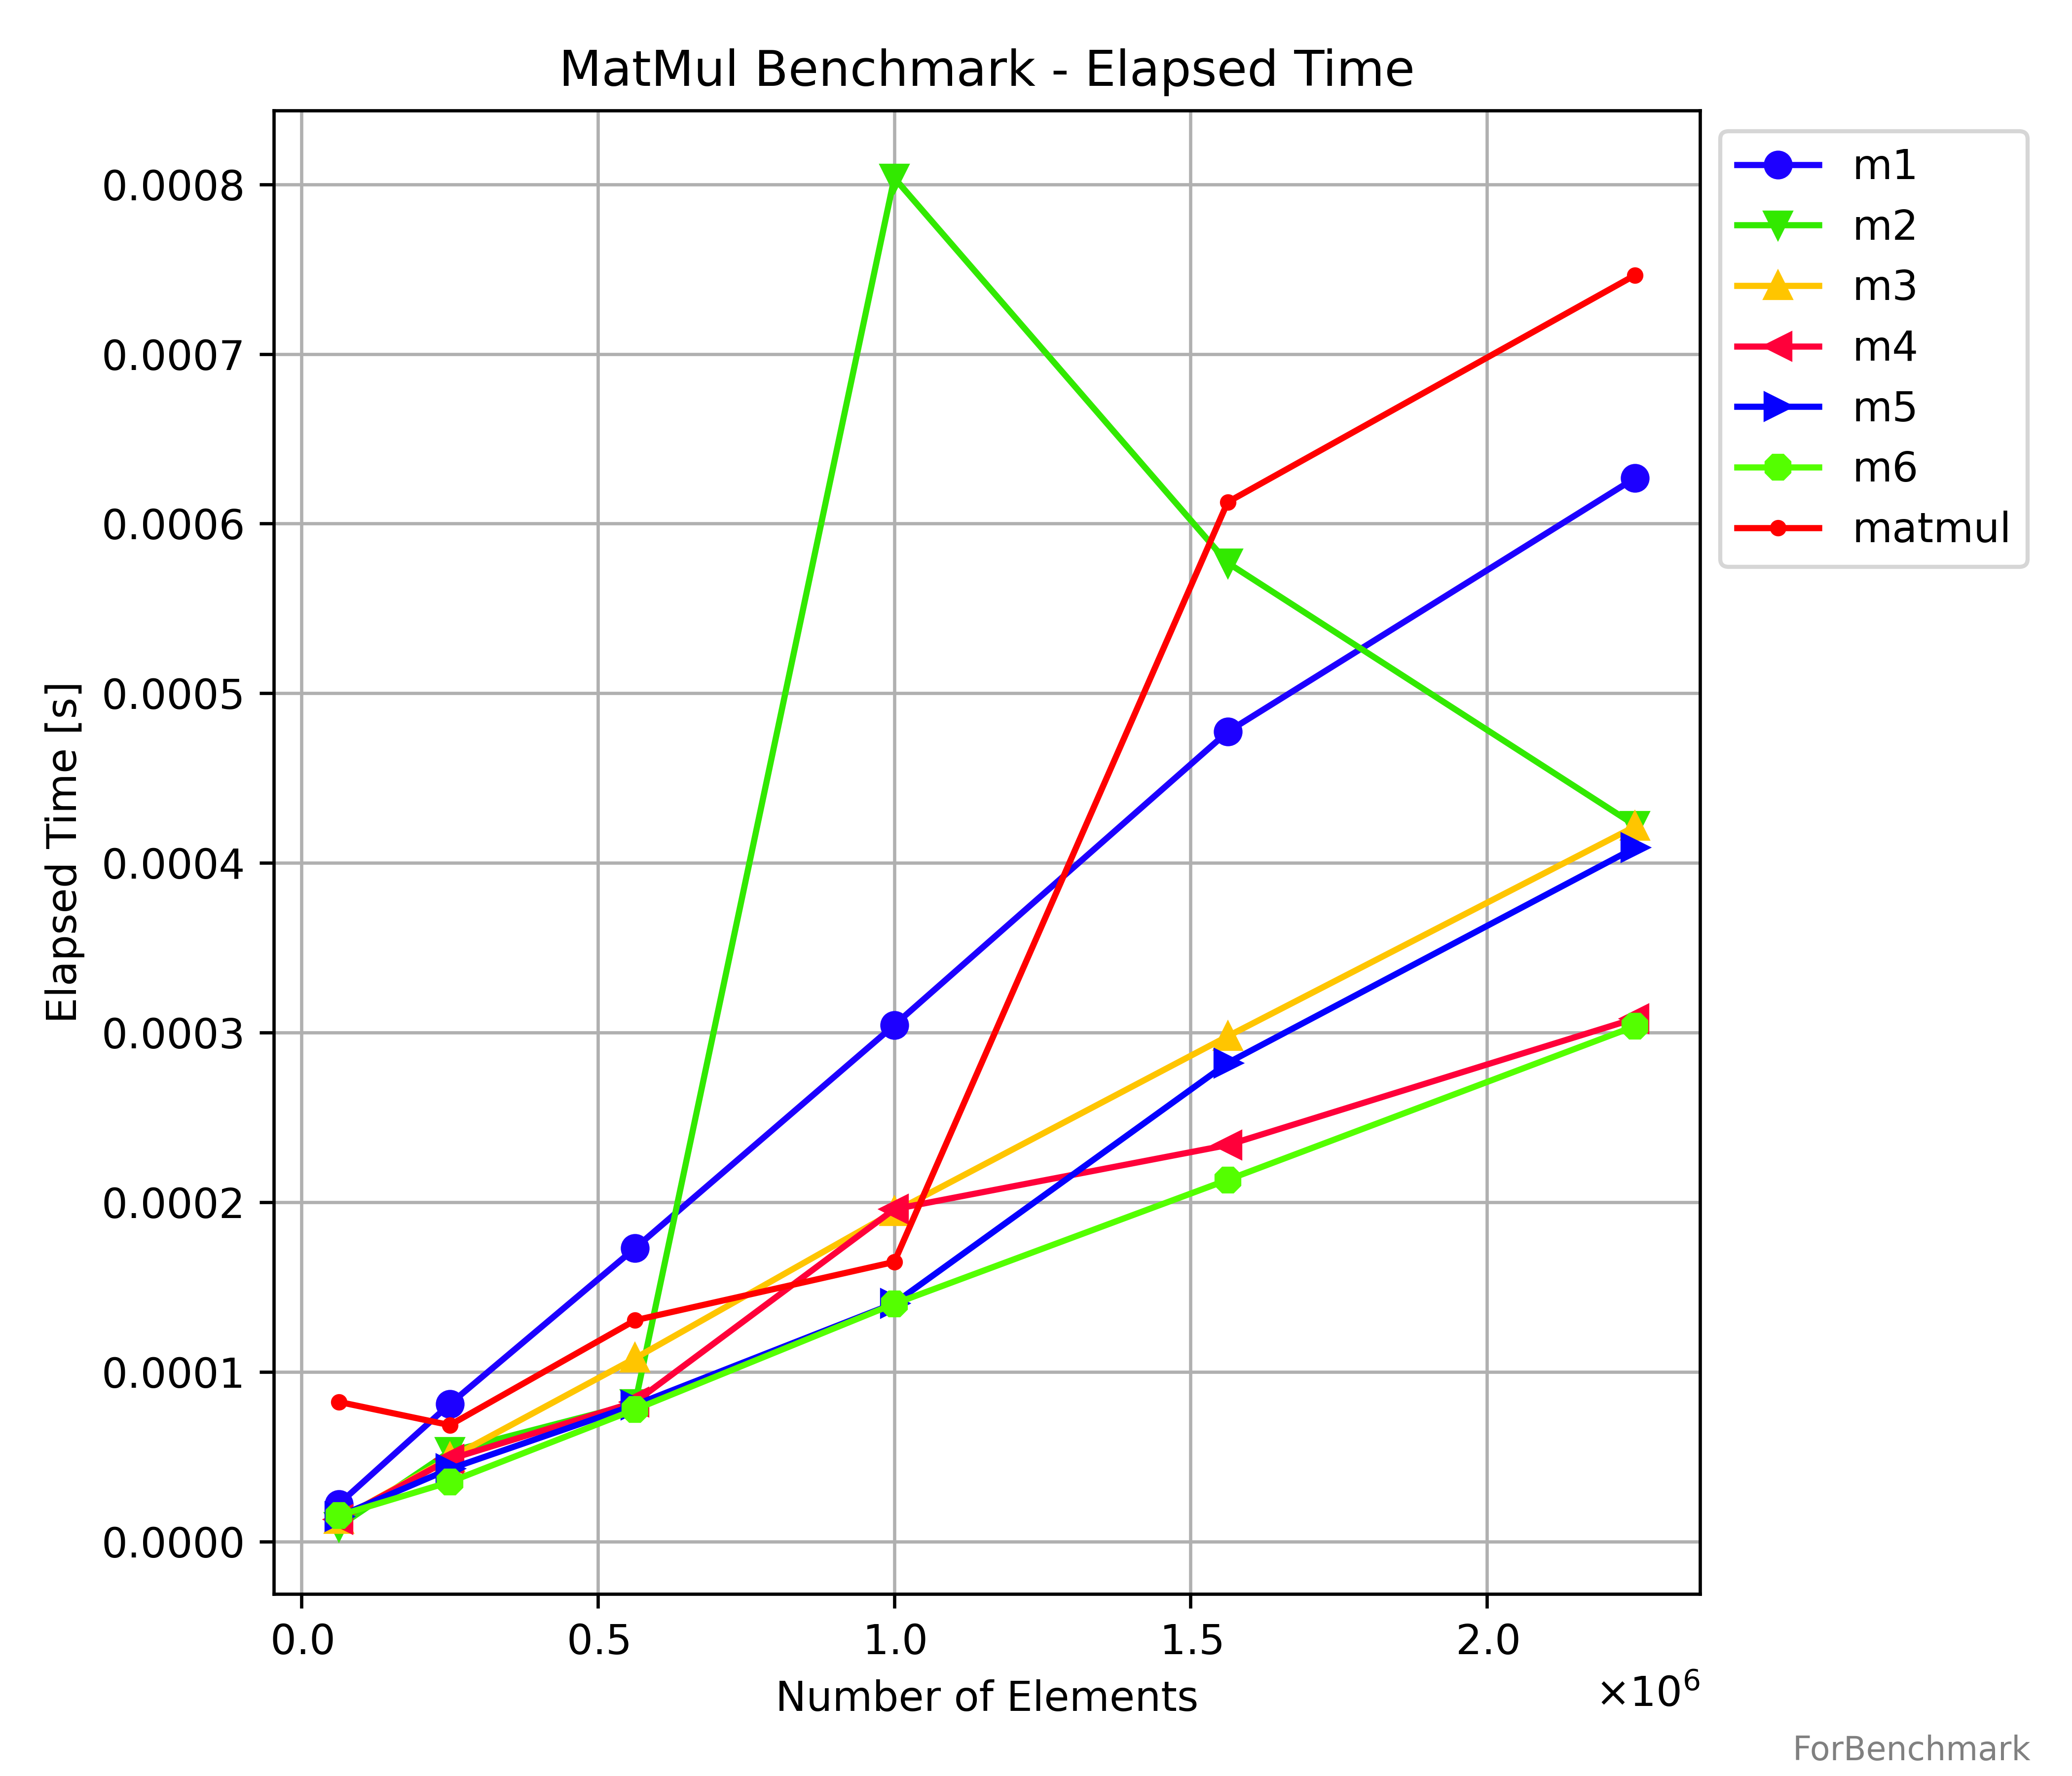 MatMul Benchmark - Elapsed Time
0.0008
0.0007
0.0006
0.0005
0.0004
0.0003
0.0002
0.0001
0.0000
Elapsed Time [s]
0.0 0.5 1.0 1.5 2.0
Number of Elements
×10⁶
m1
m2
m3
m4
m5
m6
matmul
ForBenchmark